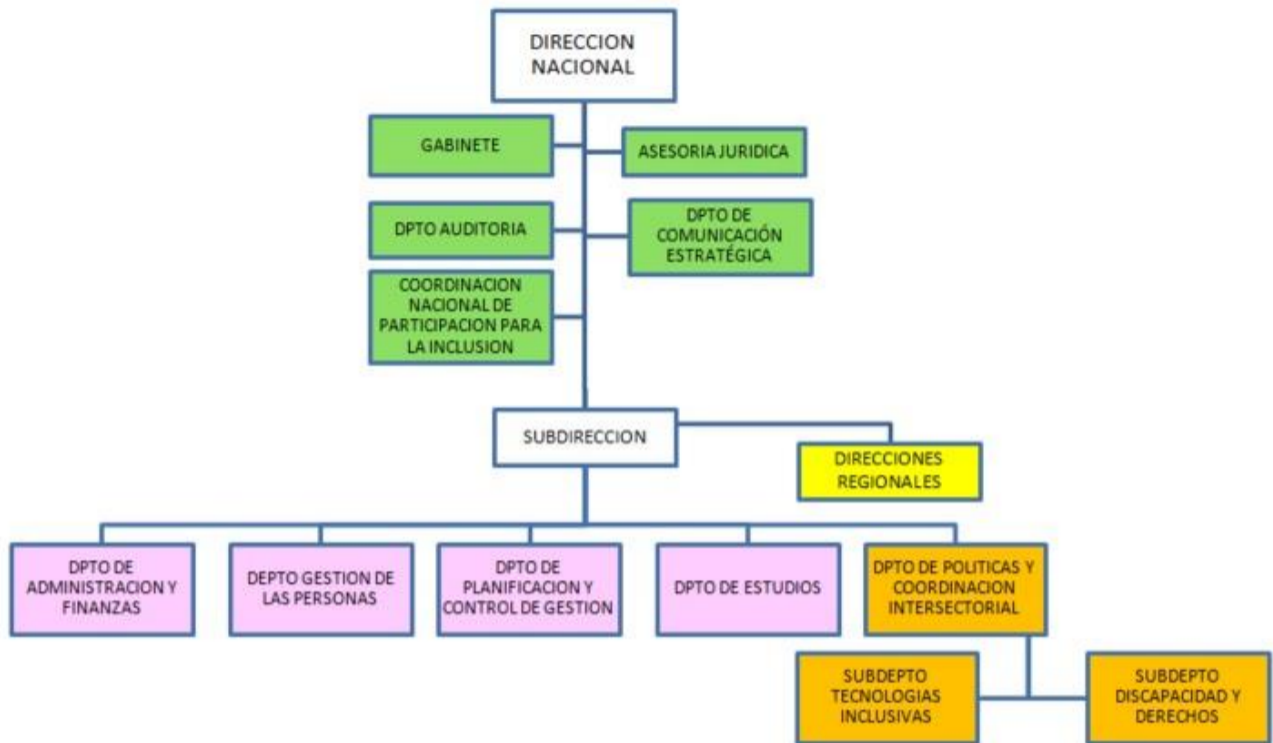 DIRECCION
NACIONAL
GABINETE
ASESORIA JURIDICA
DPTO AUDITORIA
DPTO DE
COMUNICACIÓN
ESTRATÉGICA
COORDINACION
NACIONAL DE
PARTICIPACION PARA
LA INCLUSION
SUBDIRECCION
DIRECCIONES
REGIONALES
DPTO DE
ADMINISTRACION Y
FINANZAS
DEPTO GESTION DE
LAS PERSONAS
DPTO DE
PLANIFICACION Y
CONTROL DE GESTION
DPTO DE ESTUDIOS
DPTO DE POLITICAS Y
COORDINACION
INTERSECTORIAL
SUBDEPTO
TECNOLOGIAS
INCLUSIVAS
SUBDEPTO
DISCAPACIDAD Y
DERECHOS